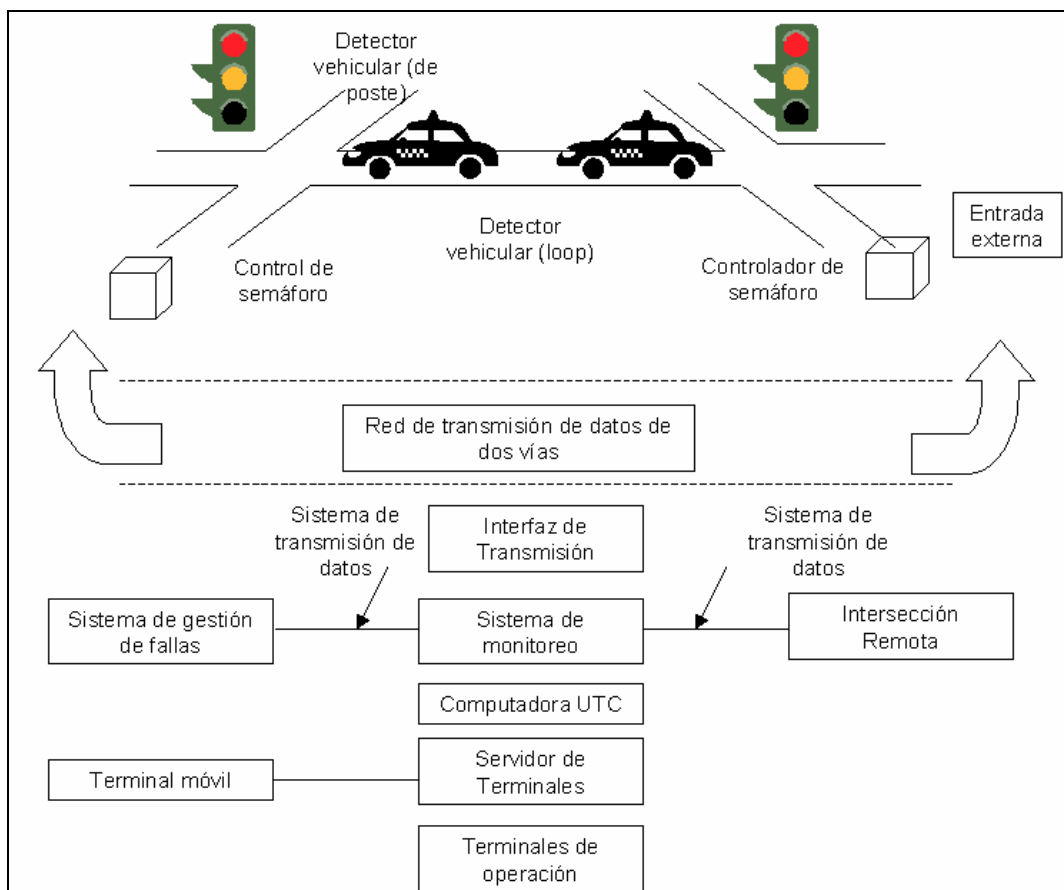 Detector
vehicular (de
poste)
Detector
vehicular (loop)
Entrada
externa
Control de
semáforo
Controlador de
semáforo
Red de transmisión de datos de
dos vías
Sistema de
transmisión de
datos
Interfaz de
Transmisión
Sistema de
transmisión de
datos
Sistema de gestión
de fallas
Sistema de
monitoreo
Intersección
Remota
Computadora UTC
Terminal móvil
Servidor de
Terminales
Terminales de
operación